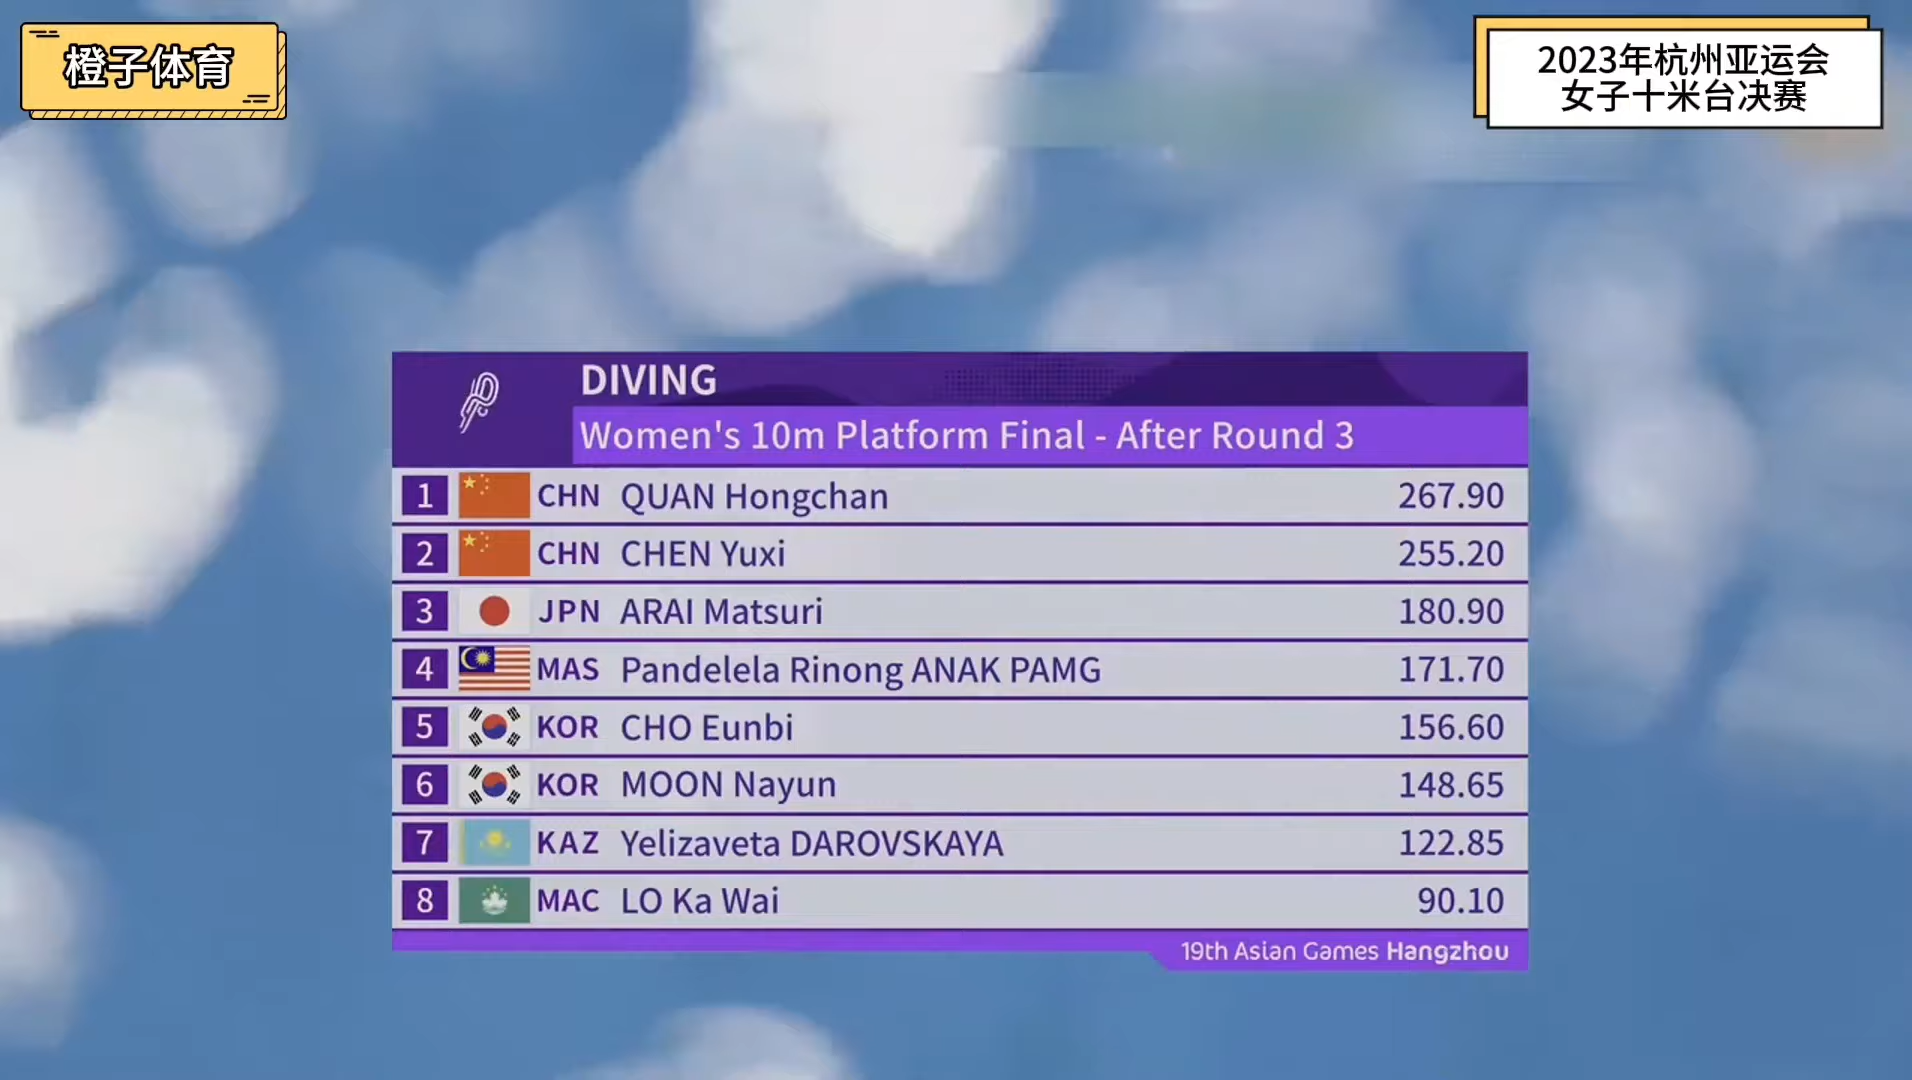 橙子体育
2023年杭州亚运会
女子十米台决赛
DIVING
Women's 10m Platform Final - After Round 3
1 CHN QUAN Hongchan 267.90
2 CHN CHEN Yuxi 255.20
3 JPN ARAI Matsuri 180.90
4 MAS Pandelela Rinong ANAK PAMG 171.70
5 KOR CHO Eunbi 156.60
6 KOR MOON Nayun 148.65
7 KAZ Yelizaveta DAROVSKAYA 122.85
8 MAC LO Ka Wai 90.10
19th Asian Games Hangzhou